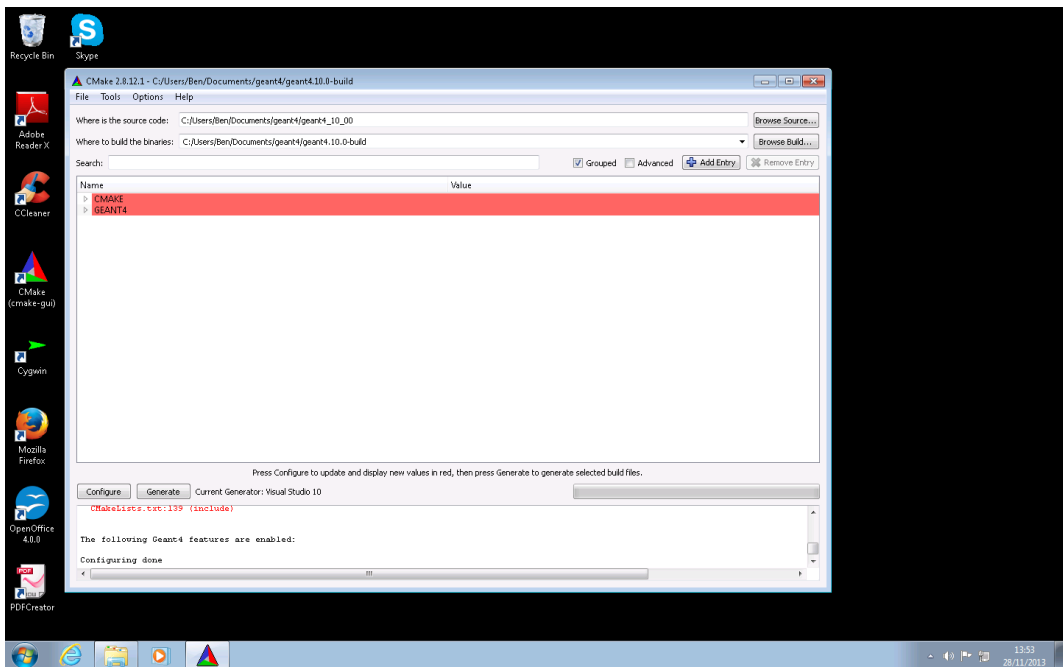 Recycle Bin
Skype
Adobe
Reader X
CCleaner
CMake
(cmake-gui)
Cygwin
Mozilla
Firefox
OpenOffice
4.0.0
PDF
PDFCreator
CMake 2.8.12.1 - C:/Users/Ben/Documents/geant4/geant4.10.0-build
File Tools Options Help
Where is the source code: C:/Users/Ben/Documents/geant4/geant4_10_00 Browse Source...
Where to build the binaries: C:/Users/Ben/Documents/geant4/geant4.10.0-build Browse Build...
Search: Grouped Advanced Add Entry Remove Entry
Name Value
CMAKE
GEANT4
Press Configure to update and display new values in red, then press Generate to generate selected build files.
Configure Generate Current Generator: Visual Studio 10
CMakeLists.txt:139 (include)
The following Geant4 features are enabled:
Configuring done
13:53
28/11/2013